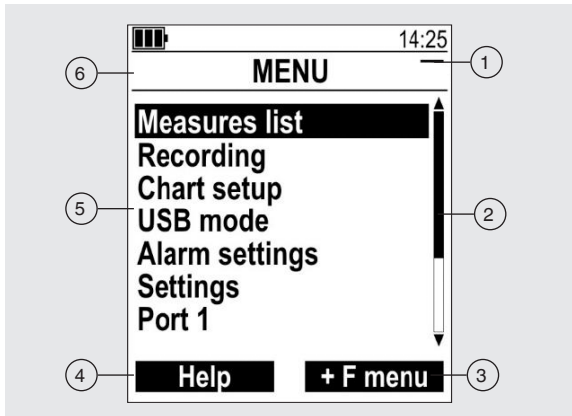 14:25
1
6
MENU
Measures list
Recording
Chart setup
5
USB mode
2
Alarm settings
Settings
Port 1
4
Help
+ F menu
3